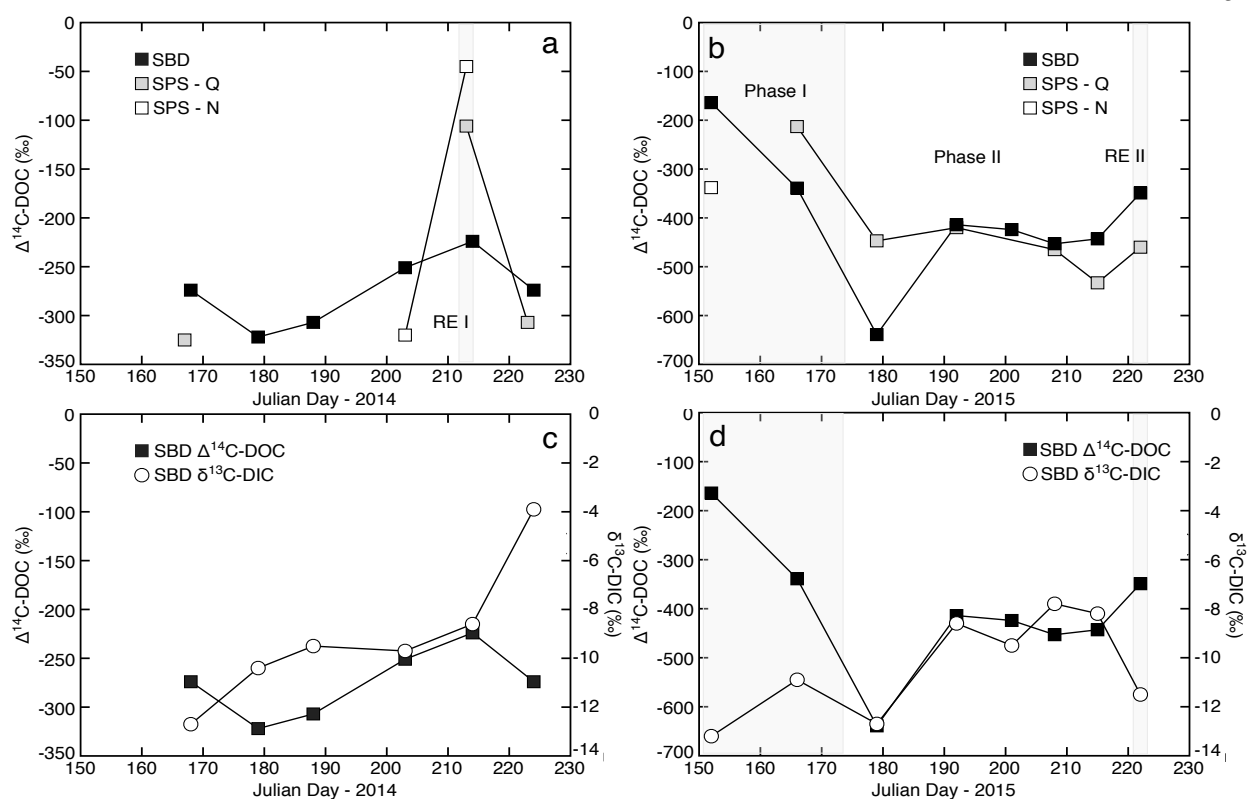 a
SBD
SPS - Q
SPS - N
RE I
Δ¹⁴C-DOC (‰)
-0
-50
-100
-150
-200
-250
-300
-350
150 170 180 190 200 210 220 230
Julian Day - 2014
b
SBD
SPS - Q
SPS - N
Phase I
Phase II
RE II
Δ¹⁴C-DOC (‰)
-0
-100
-200
-300
-400
-500
-600
-700
150 160 170 180 190 200 210 220 230
Julian Day - 2015
c
SBD Δ¹⁴C-DOC
SBD δ¹³C-DIC
Δ¹⁴C-DOC (‰)
0
-50
-100
-150
-200
-250
-300
-350
δ¹³C-DIC (‰)
0
-2
-4
-6
-8
-10
-12
-14
150 170 180 190 200 210 220 230
Julian Day - 2014
d
SBD Δ¹⁴C-DOC
SBD δ¹³C-DIC
Δ¹⁴C-DOC (‰)
0
-100
-200
-300
-400
-500
-600
-700
δ¹³C-DIC (‰)
0
-2
-4
-6
-8
-10
-12
-14
150 160 170 180 190 200 210 220 230
Julian Day - 2015